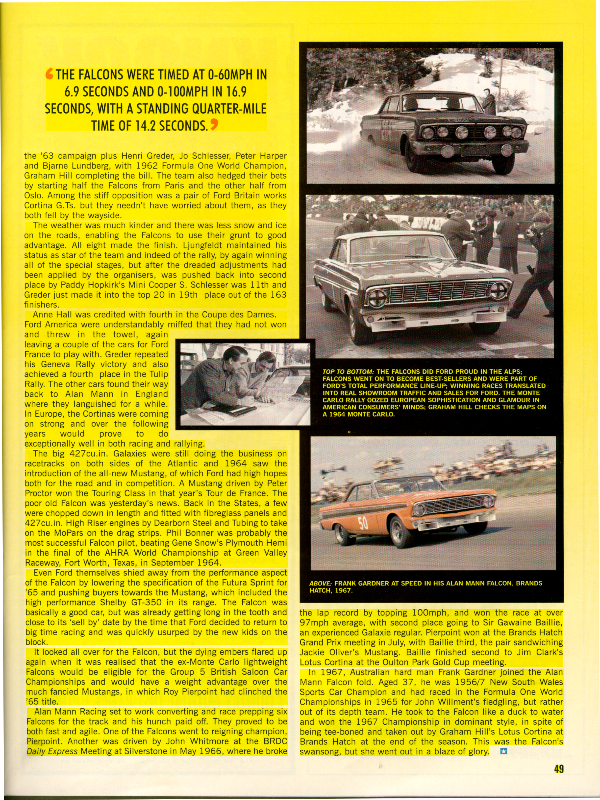 ‘ THE FALCONS WERE TIMED AT 0-60MPH IN
6.9 SECONDS AND 0-100MPH IN 16.9
SECONDS, WITH A STANDING QUARTER-MILE
TIME OF 14.2 SECONDS. ’
the '63 campaign plus Henri Greder, Jo Schlesser, Peter Harper
and Bjarne Lundberg, with 1962 Formula One Champion,
Graham Hill completing the bill. The team also hedged their bets
by starting half the Falcons from Paris and the other half from
Oslo. Among the stiff opposition was a pair of Ford Britain works
Cortina G.Ts. but they needn't have worried about them, as they
both fell by the wayside.
The weather was much kinder and there was less snow and ice
on the roads, enabling the Falcons to use their grunt to good
advantage. All eight made the finish. Ljungfeldt maintained his
status as star of the team and indeed of the rally, by again winning
all of the special stages, but after the dreaded adjustments had
been applied by the organisers, was pushed back into second
place by Paddy Hopkirk's Mini Cooper S. Schlesser was 11th and
Greder just made it into the top 20 in 19th place out of the 163
finishers.
Anne Hall was credited with fourth in the Coupe des Dames.
Ford America were understandably miffed that they had not won
and threw in the towel, again
leaving a couple of the cars for Ford
France to play with. Greder repeated
his Geneva Rally victory and also
achieved a fourth place in the Tulip
Rally. The other cars found their way
back to Alan Mann in England
where they languished for a while.
In Europe, the Cortinas were coming
on strong and over the following
years would prove to do
exceptionally well in both racing and rallying.
The big 427cu.in. Galaxies were still doing the business on
racetracks on both sides of the Atlantic and 1964 saw the
introduction of the all-new Mustang, of which Ford had high hopes
both for the road and in competition. A Mustang driven by Peter
Proctor won the Touring Class in that year's Tour de France. The
poor old Falcon was yesterday's news. Back in the States, a few
were chopped down in length and fitted with fibreglass panels and
427cu.in. High Riser engines by Dearborn Steel and Tubing to take
on the MoPars on the drag strips. Phil Bonner was probably the
most successful Falcon pilot, beating Gene Snow's Plymouth Hemi
in the final of the AHRA World Championship at Green Valley
Raceway, Fort Worth, Texas, in September 1964.
Even Ford themselves shied away from the performance aspect
of the Falcon by lowering the specification of the Futura Sprint for
'65 and pushing buyers towards the Mustang, which included the
high performance Shelby GT-350 in its range. The Falcon was
basically a good car, but was already getting long in the tooth and
close to its 'sell by' date by the time that Ford decided to return to
big time racing and was quickly usurped by the new kids on the
block.
It looked all over for the Falcon, but the dying embers flared up
again when it was realised that the ex-Monte Carlo lightweight
Falcons would be eligible for the Group 5 British Saloon Car
Championships and would have a weight advantage over the
much fancied Mustangs, in which Roy Pierpoint had clinched the
'65 title.
Alan Mann Racing set to work converting and race prepping six
Falcons for the track and his hunch paid off. They proved to be
both fast and agile. One of the Falcons went to reigning champion,
Pierpoint. Another was driven by John Whitmore at the BRDC
Daily Express Meeting at Silverstone in May 1966, where he broke
TOP TO BOTTOM: THE FALCONS DID FORD PROUD IN THE ALPS;
FALCONS WENT ON TO BECOME BEST-SELLERS AND WERE PART OF
FORD'S TOTAL PERFORMANCE LINE-UP; WINNING RACES TRANSLATED
INTO REAL SHOWROOM TRAFFIC AND SALES FOR FORD. THE MONTE
CARLO RALLY OOZED EUROPEAN SOPHISTICATION AND GLAMOUR IN
AMERICAN CONSUMERS' MINDS; GRAHAM HILL CHECKS THE MAPS ON
A 1964 MONTE CARLO.
50
ABOVE: FRANK GARDNER AT SPEED IN HIS ALAN MANN FALCON, BRANDS
HATCH, 1967.
the lap record by topping 100mph, and won the race at over
97mph average, with second place going to Sir Gawaine Baillie,
an experienced Galaxie regular. Pierpoint won at the Brands Hatch
Grand Prix meeting in July, with Baillie third, the pair sandwiching
Jackie Oliver's Mustang. Baillie finished second to Jim Clark's
Lotus Cortina at the Oulton Park Gold Cup meeting.
In 1967, Australian hard man Frank Gardner joined the Alan
Mann Falcon fold. Aged 37, he was 1956/7 New South Wales
Sports Car Champion and had raced in the Formula One World
Championships in 1965 for John Willment's fledgling, but rather
out of its depth team. He took to the Falcon like a duck to water
and won the 1967 Championship in dominant style, in spite of
being tee-boned and taken out by Graham Hill's Lotus Cortina at
Brands Hatch at the end of the season. This was the Falcon's
swansong, but she went out in a blaze of glory.
49